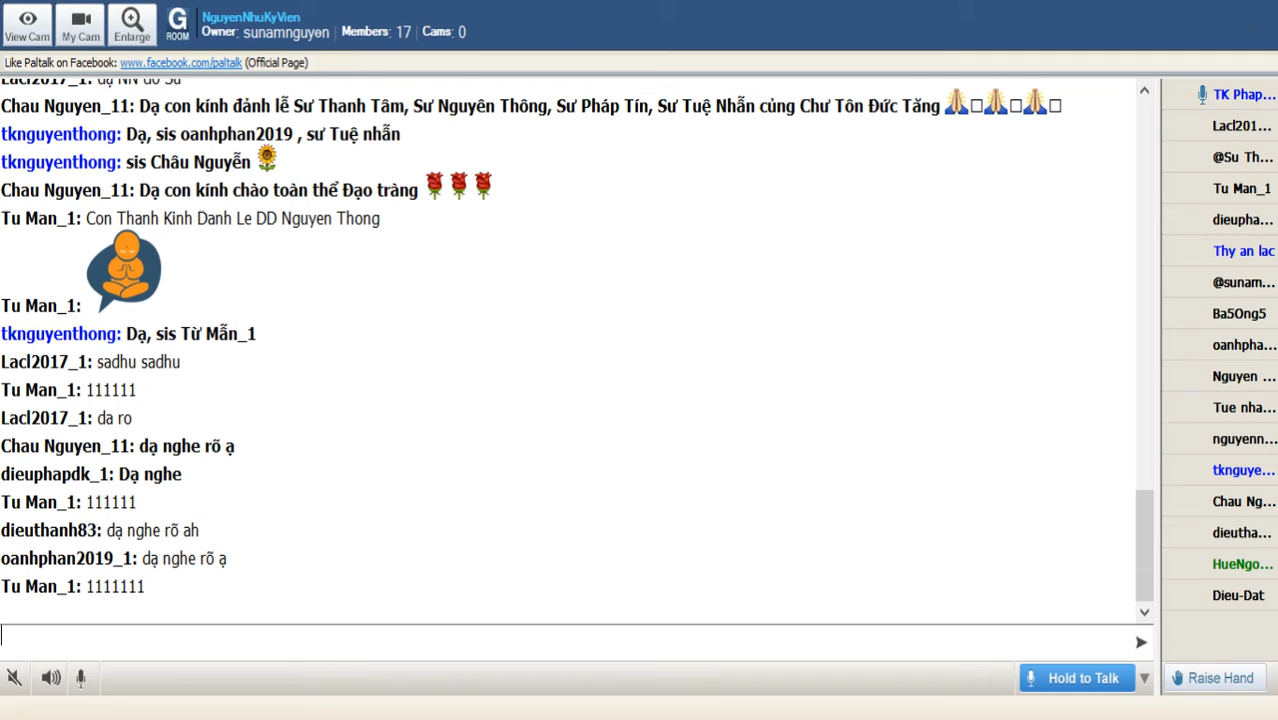 View Cam
My Cam
Enlarge
G
ROOM
NguyenNhuKyVien
Owner: sunamnguyen Members: 17 Cams: 0
Like Paltalk on Facebook: www.facebook.com/paltalk (Official Page)
Lacl2017_1: dạ NN do Su
Chau Nguyen_11: Dạ con kính đảnh lễ Sư Thanh Tâm, Sư Nguyên Thông, Sư Pháp Tín, Sư Tuệ Nhẫn củng Chư Tôn Đức Tăng
tknguyenthong: Dạ, sis oanhphan2019 , sư Tuệ nhẫn
tknguyenthong: sis Châu Nguyễn
Chau Nguyen_11: Dạ con kính chào toàn thể Đạo tràng
Tu Man_1: Con Thanh Kinh Danh Le DD Nguyen Thong
Tu Man_1:
tknguyenthong: Dạ, sis Từ Mẫn_1
Lacl2017_1: sadhu sadhu
Tu Man_1: 111111
Lacl2017_1: da ro
Chau Nguyen_11: dạ nghe rõ ạ
dieuphapdk_1: Dạ nghe
Tu Man_1: 111111
dieuthanh83: dạ nghe rõ ah
oanhphan2019_1: dạ nghe rõ ạ
Tu Man_1: 1111111
TK Phap...
Lacl201...
@Su Th...
Tu Man_1
dieupha...
Thy an lac
@sunam...
Ba5Ong5
oanhpha...
Nguyen ...
Tue nha...
nguyenn...
tknguye...
Chau Ng...
dieutha...
HueNgo...
Dieu-Dat
Hold to Talk
Raise Hand